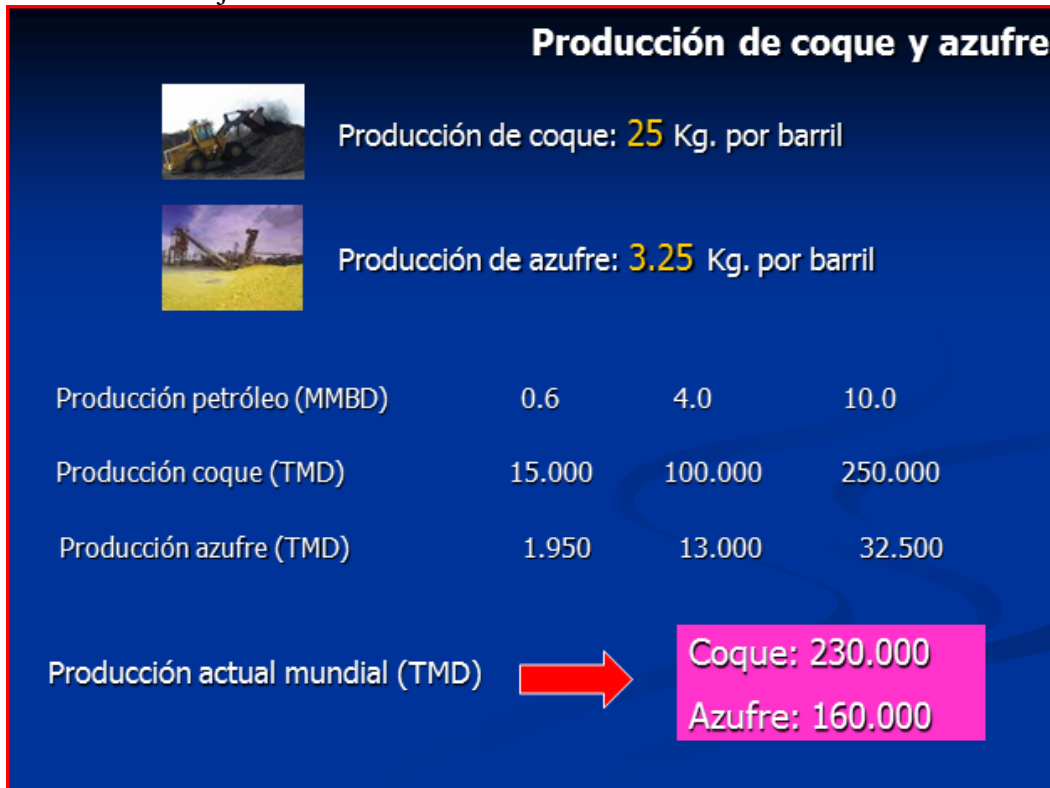 Producción de coque y azufre
Producción de coque: 25 Kg. por barril
Producción de azufre: 3.25 Kg. por barril
Producción petróleo (MMBD) 0.6 4.0 10.0
Producción coque (TMD) 15.000 100.000 250.000
Producción azufre (TMD) 1.950 13.000 32.500
Producción actual mundial (TMD)
Coque: 230.000
Azufre: 160.000